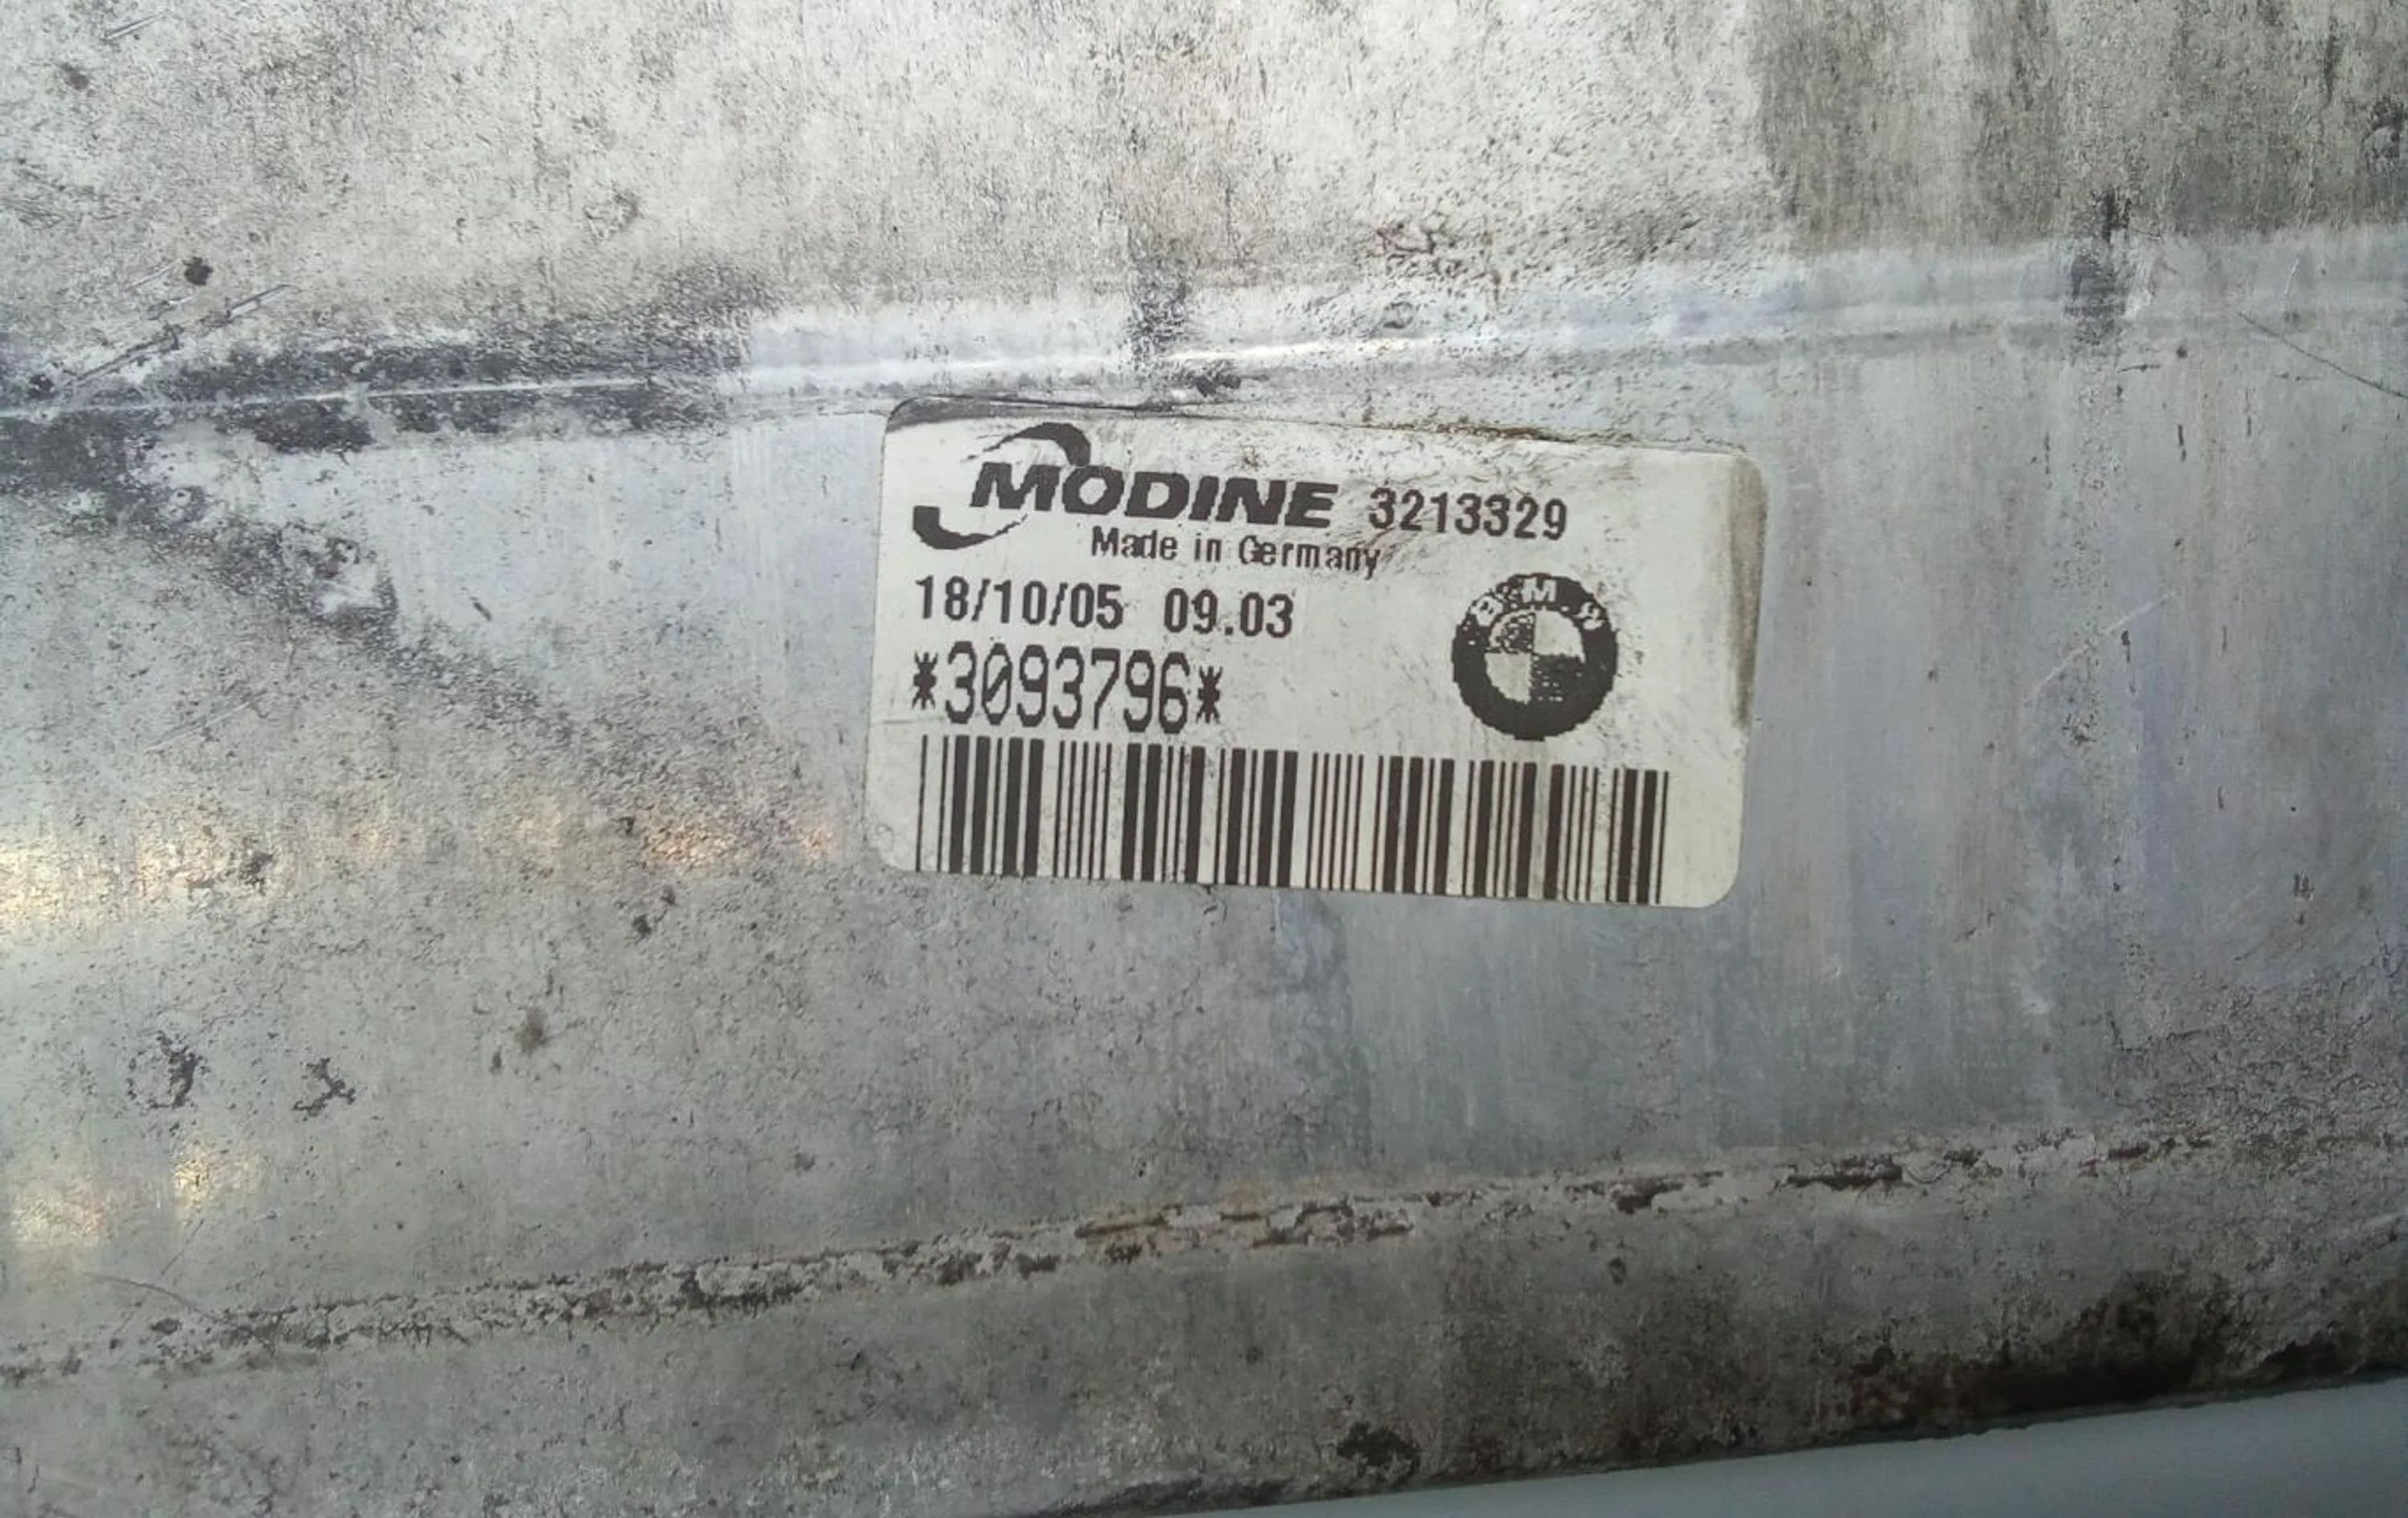 MODINE 3213329
Made in Germany
18/10/05 09.03
BMW
*3093796*